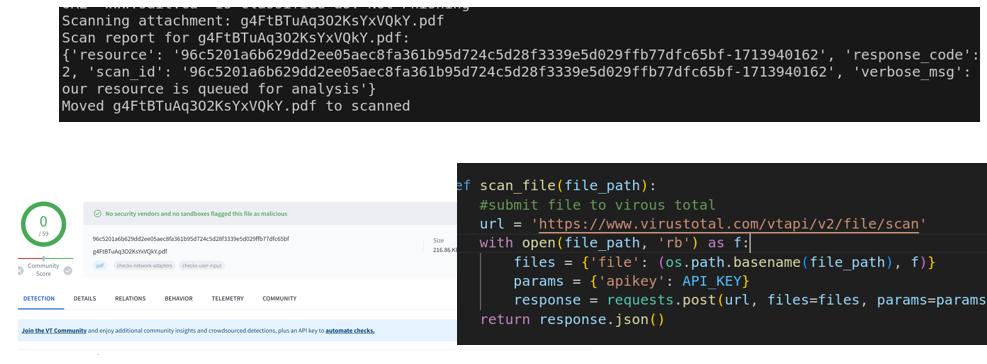 Scanning attachment: g4FtBTuAq3O2KsYxVQkY.pdf
Scan report for g4FtBTuAq3O2KsYxVQkY.pdf:
{'resource': '96c5201a6b629dd2ee05aec8fa361b95d724c5d28f3339e5d029ffb77dfc65bf-1713940162', 'response_code':
2, 'scan_id': '96c5201a6b629dd2ee05aec8fa361b95d724c5d28f3339e5d029ffb77dfc65bf-1713940162', 'verbose_msg':
our resource is queued for analysis'}
Moved g4FtBTuAq3O2KsYxVQkY.pdf to scanned
0
/ 59
Community
Score
No security vendors and no sandboxes flagged this file as malicious
96c5201a6b629dd2ee05aec8fa361b95d724c5d28f3339e5d029ffb77dfc65bf
g4FtBTuAq3O2KsYxVQkY.pdf
pdf checks-network-adapters checks-user-input
Size
216.86 K
DETECTION DETAILS RELATIONS BEHAVIOR TELEMETRY COMMUNITY
Join the VT Community and enjoy additional community insights and crowdsourced detections, plus an API key to automate checks.
ef scan_file(file_path):
#submit file to virous total
url = 'https://www.virustotal.com/vtapi/v2/file/scan'
with open(file_path, 'rb') as f:
files = {'file': (os.path.basename(file_path), f)}
params = {'apikey': API_KEY}
response = requests.post(url, files=files, params=params
return response.json()